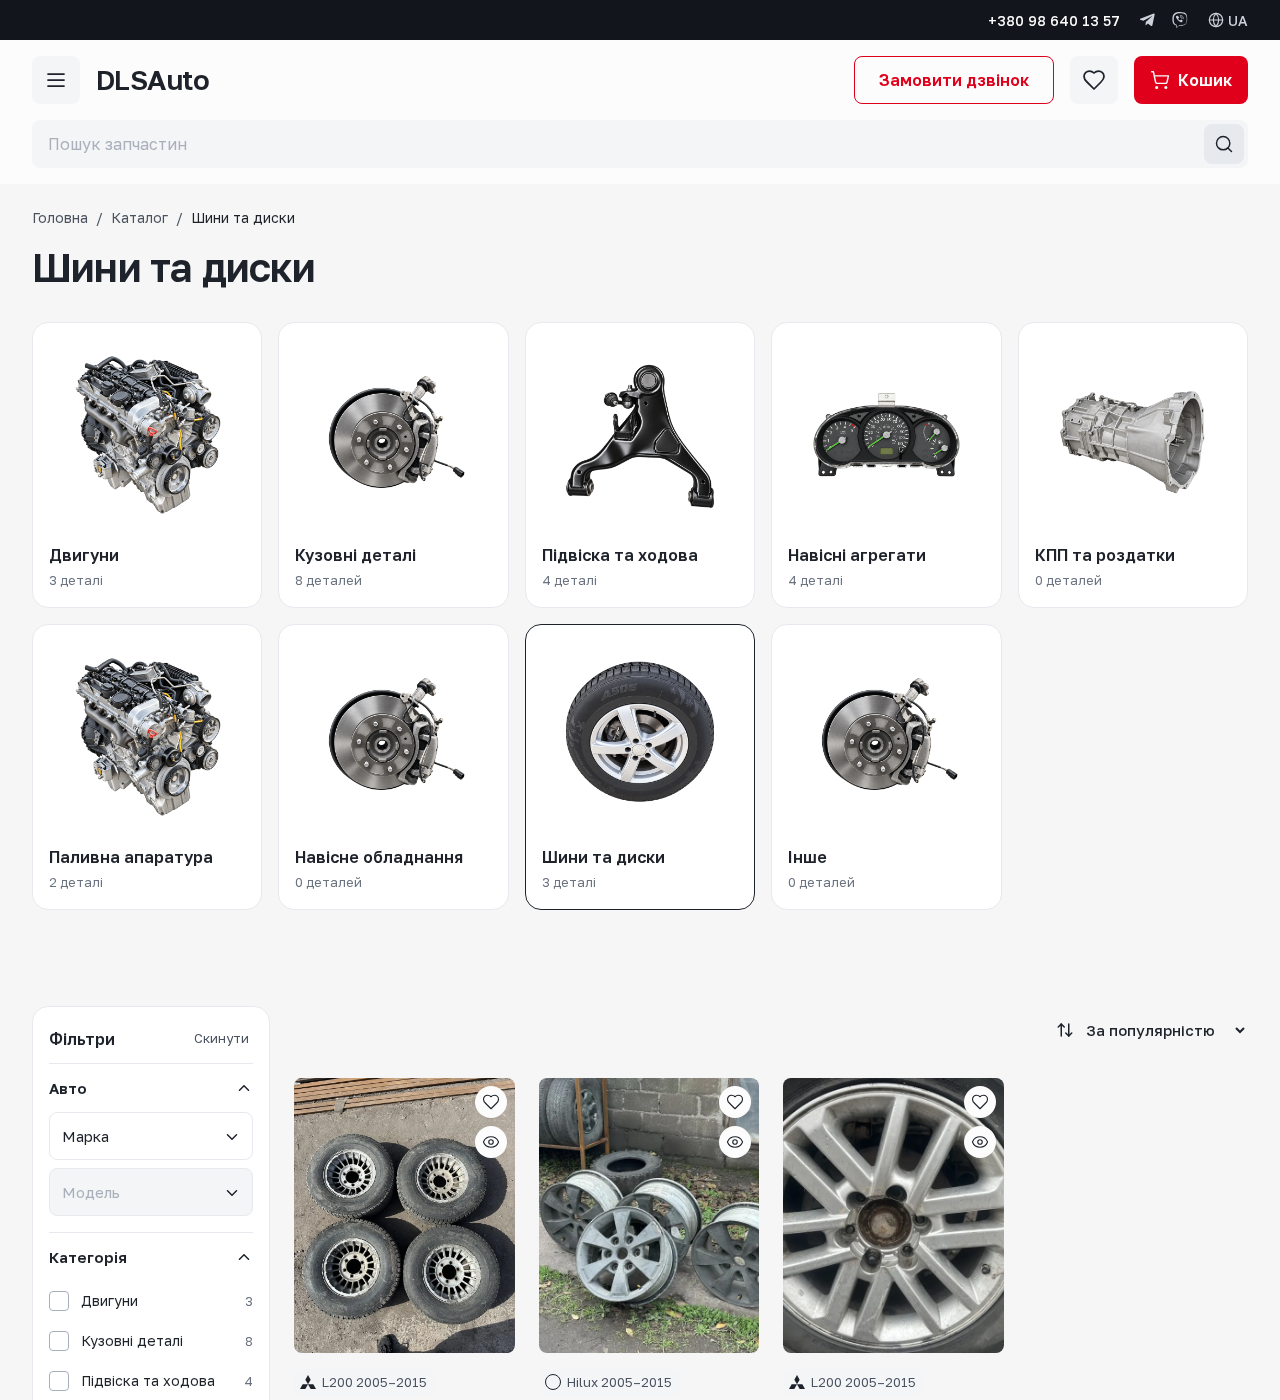 +380 98 640 13 57
UA
DLSAuto
Замовити дзвінок
Кошик
Пошук запчастин
Головна / Каталог / Шини та диски
Шини та диски
Двигуни
3 деталі
Кузовні деталі
8 деталей
Підвіска та ходова
4 деталі
Навісні агрегати
4 деталі
КПП та роздатки
0 деталей
Паливна апаратура
2 деталі
Навісне обладнання
0 деталей
Шини та диски
3 деталі
Інше
0 деталей
Фільтри
Скинути
За популярністю
Авто
Марка
Модель
Категорія
Двигуни 3
Кузовні деталі 8
Підвіска та ходова 4
L200 2005–2015
Hilux 2005–2015
L200 2005–2015